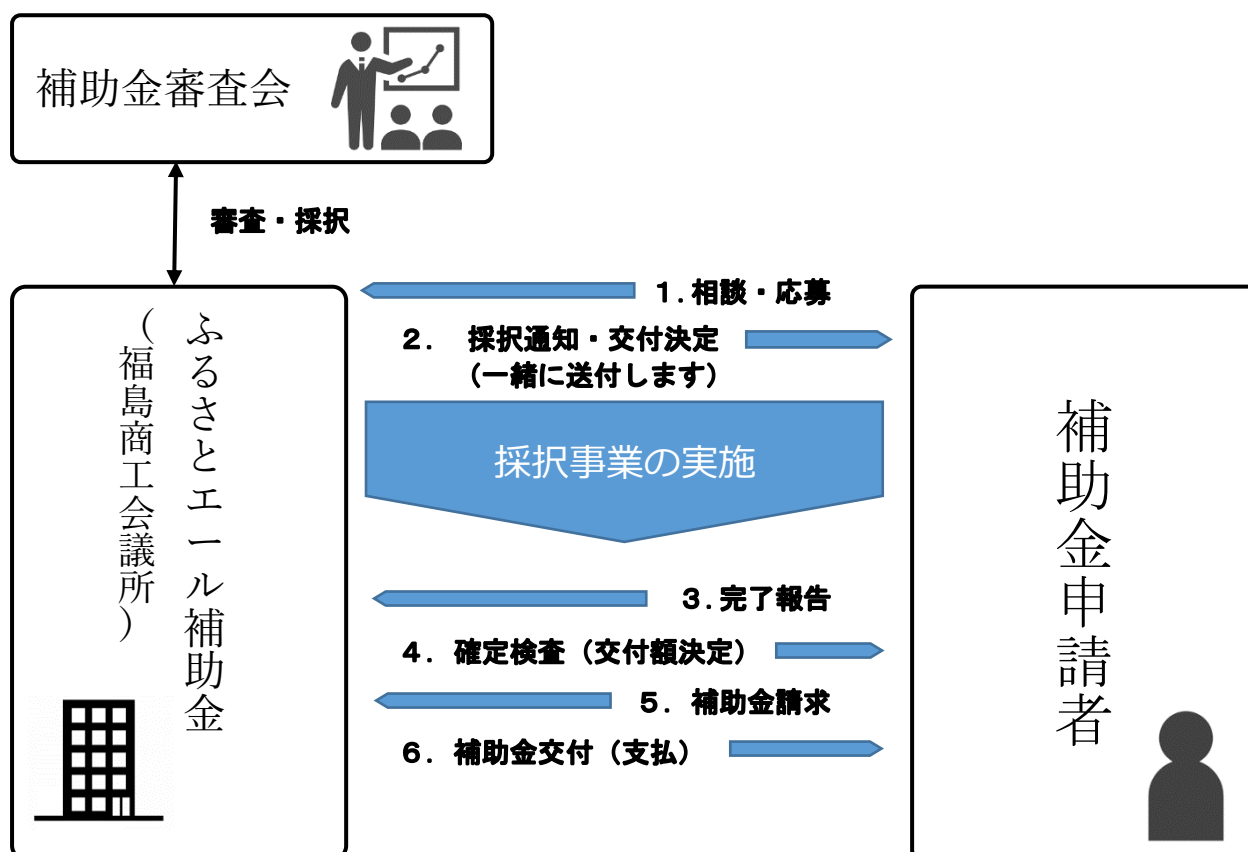 補助金審査会
審査・採択
ふるさとエール補助金
（福島商工会議所）
１.相談・応募
２．　採択通知・交付決定
（一緒に送付します）
採択事業の実施
３.完了報告
４．確定検査（交付額決定）
５．補助金請求
６．補助金交付（支払）
補助金申請者